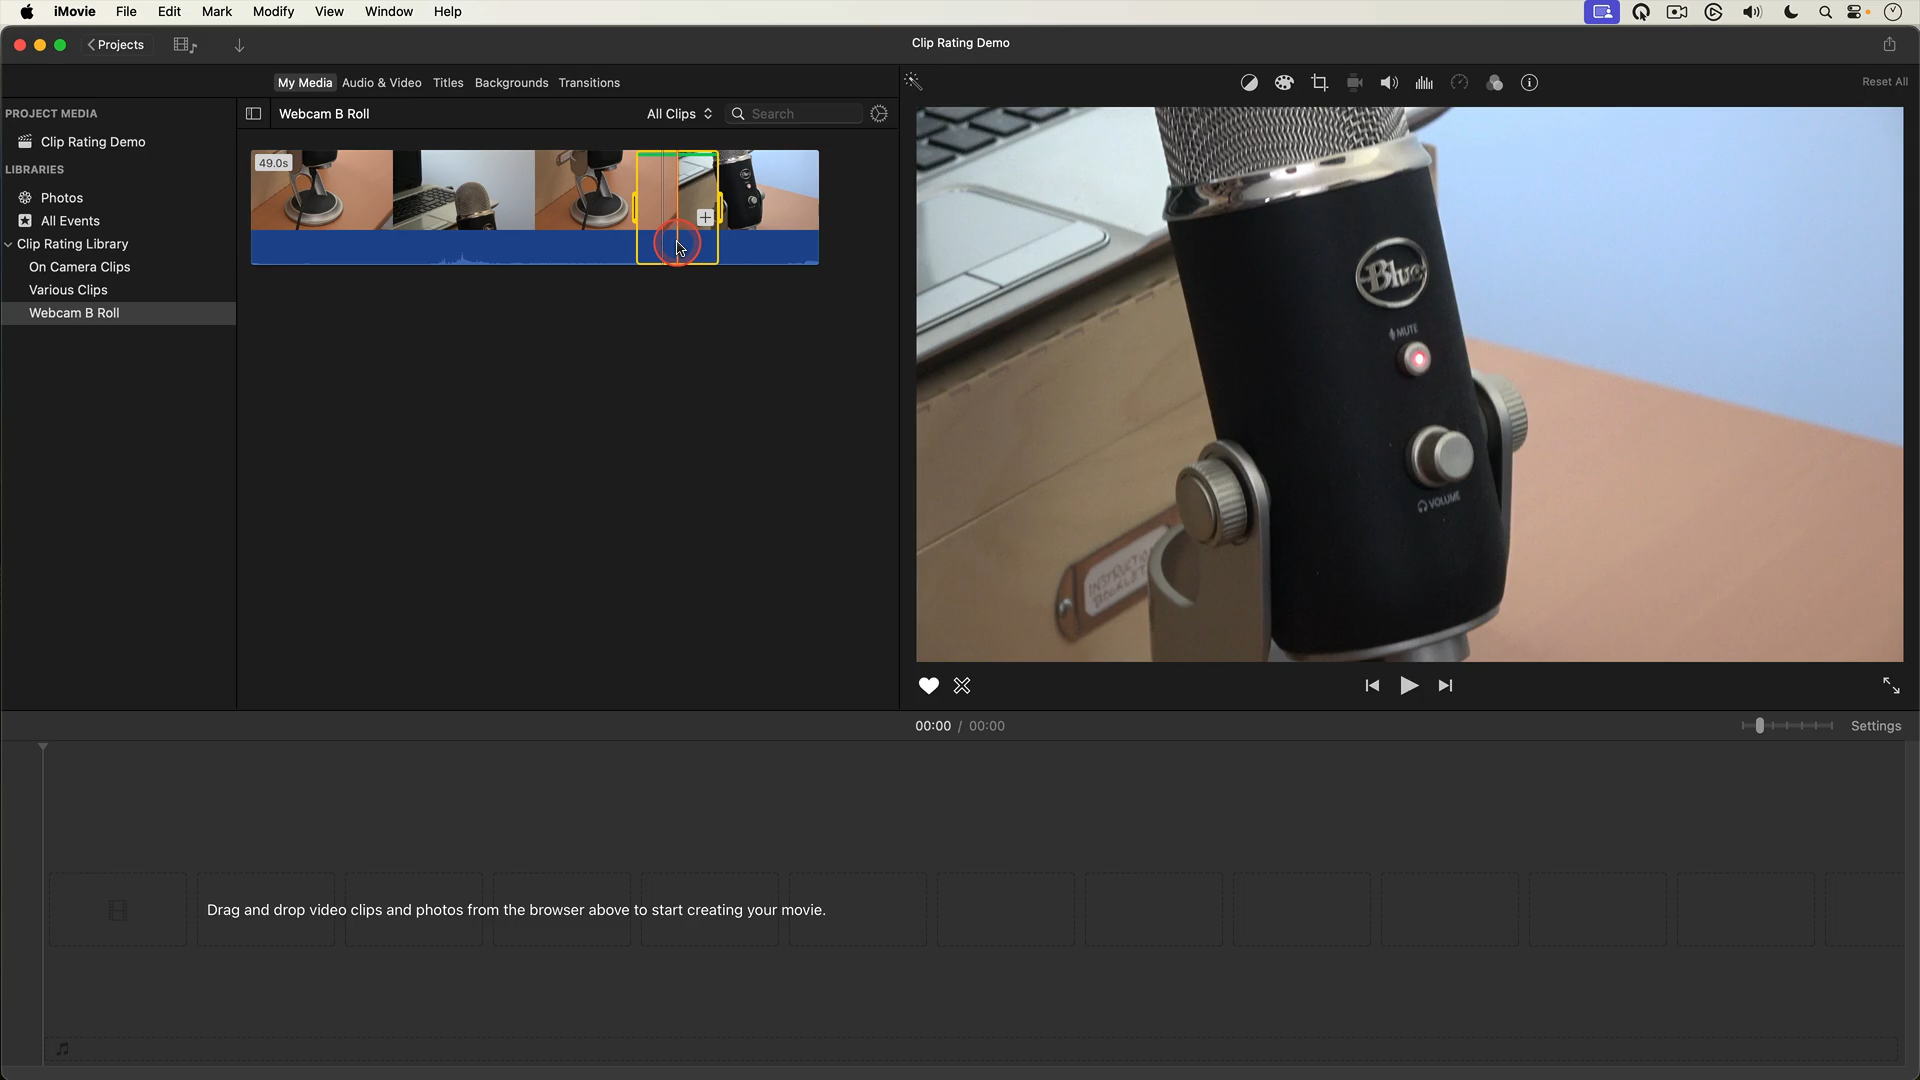 iMovie File Edit Mark Modify View Window Help
Projects
Clip Rating Demo
My Media Audio & Video Titles Backgrounds Transitions
Reset All
PROJECT MEDIA
Clip Rating Demo
LIBRARIES
Photos
All Events
Clip Rating Library
On Camera Clips
Various Clips
Webcam B Roll
Webcam B Roll
All Clips
Search
49.0s
Blue
MUTE
VOLUME
INSTRUCTION
BOOKLET
00:00 / 00:00
Settings
Drag and drop video clips and photos from the browser above to start creating your movie.